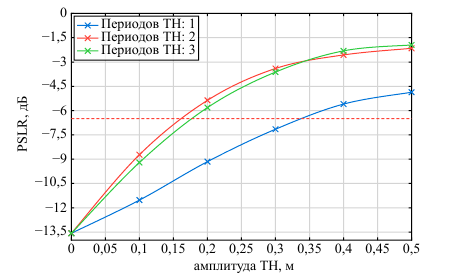 0
−1,5
−3
−4,5
−6
−7,5
−9
−10,5
−12
−13,5
PSLR, дБ
Периодов ТН: 1
Периодов ТН: 2
Периодов ТН: 3
0 0,05 0,1 0,15 0,2 0,25 0,3 0,35 0,4 0,45 0,5
амплитуда ТН, м